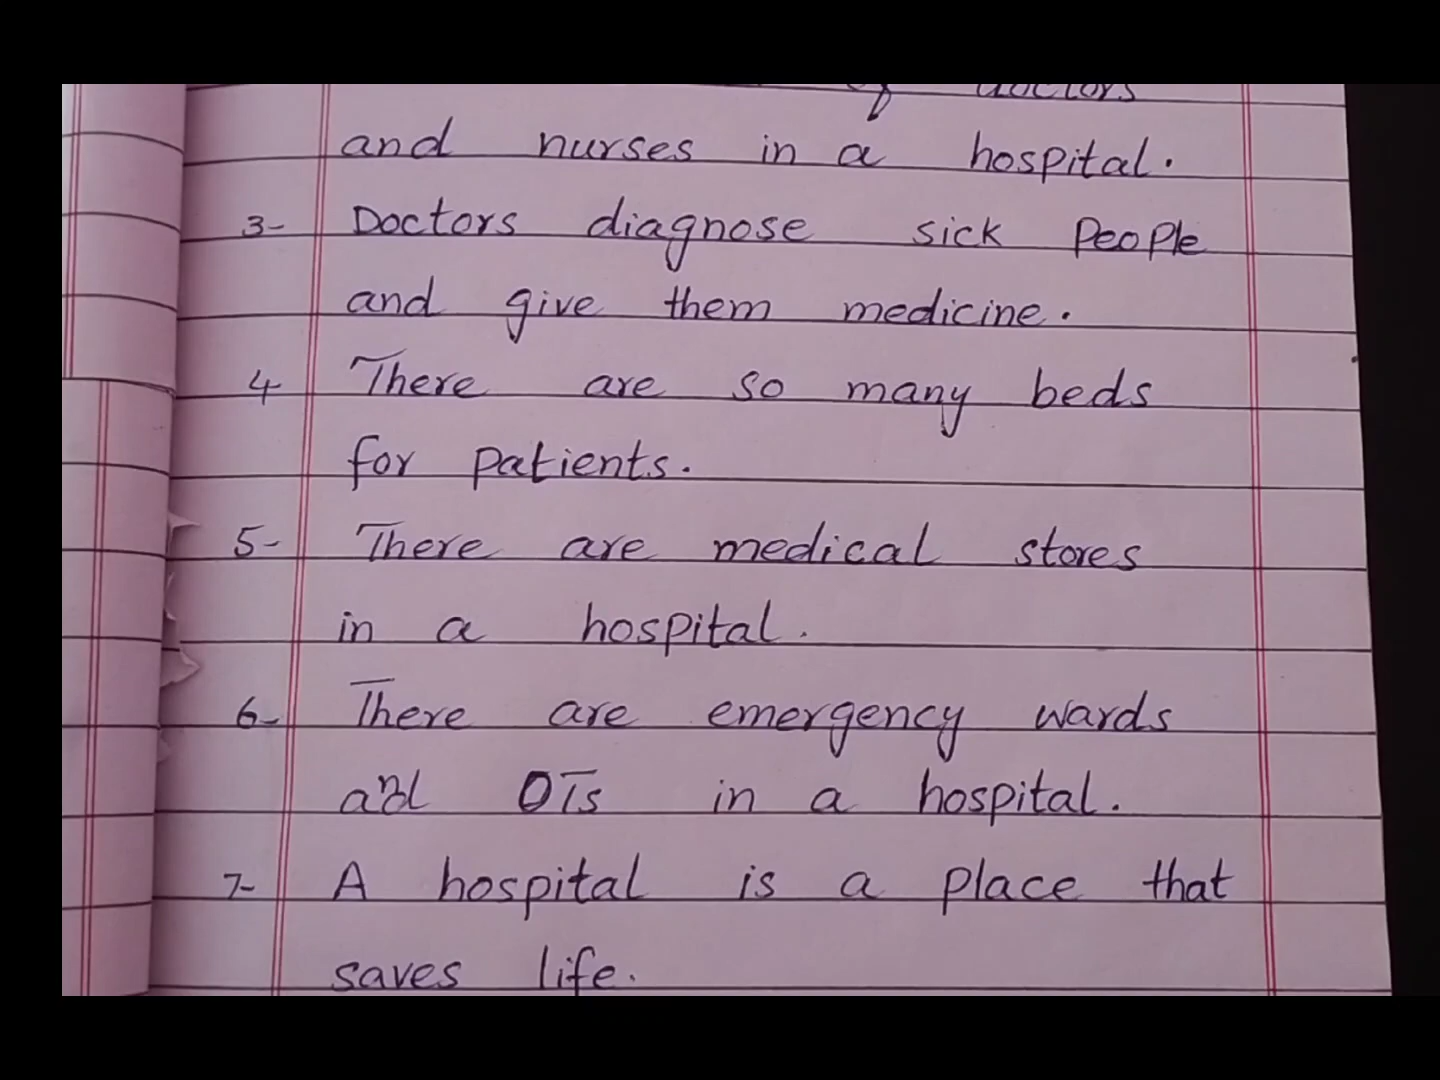 of doctors
and nurses in a hospital.
3- Doctors diagnose sick People
and give them medicine.
4- There are so many beds
for patients.
5- There are medical stores
in a hospital.
6- There are emergency wards
and OTs in a hospital.
7- A hospital is a place that
saves life.